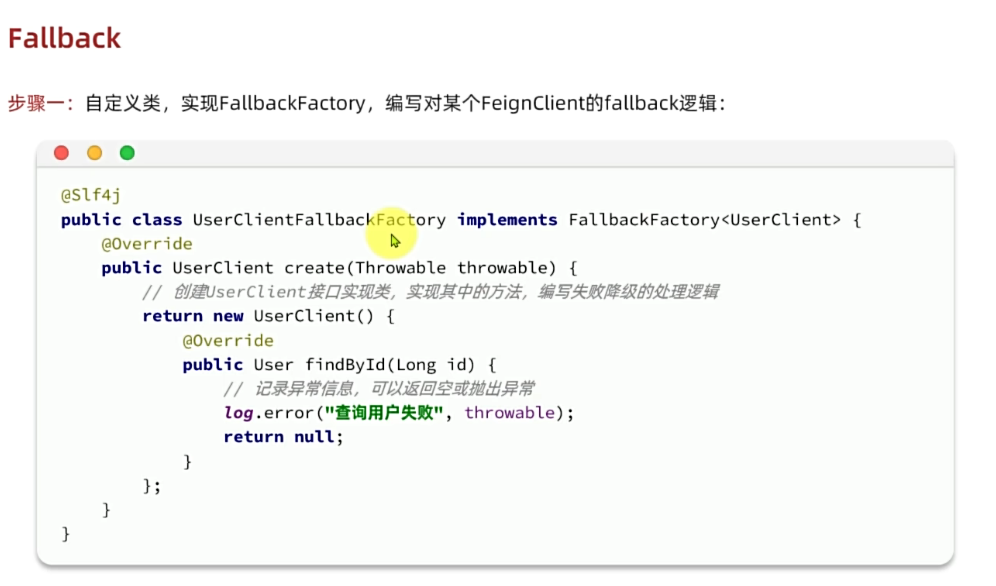 Fallback
步骤一：自定义类，实现FallbackFactory，编写对某个FeignClient的fallback逻辑：
@Slf4j
public class UserClientFallbackFactory implements FallbackFactory<UserClient> {
@Override
public UserClient create(Throwable throwable) {
// 创建UserClient接口实现类，实现其中的方法，编写失败降级的处理逻辑
return new UserClient() {
@Override
public User findById(Long id) {
// 记录异常信息，可以返回空或抛出异常
log.error("查询用户失败", throwable);
return null;
}
};
}
}